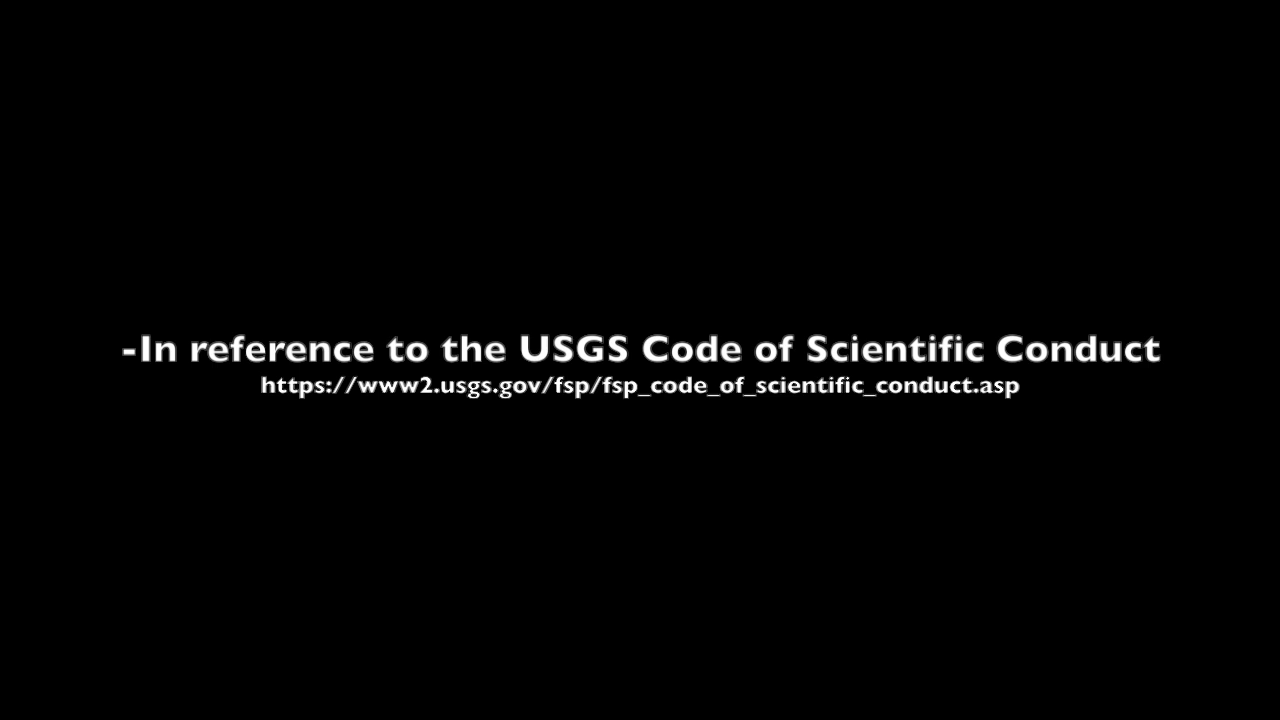 -In reference to the USGS Code of Scientific Conduct
https://www2.usgs.gov/fsp/fsp_code_of_scientific_conduct.asp